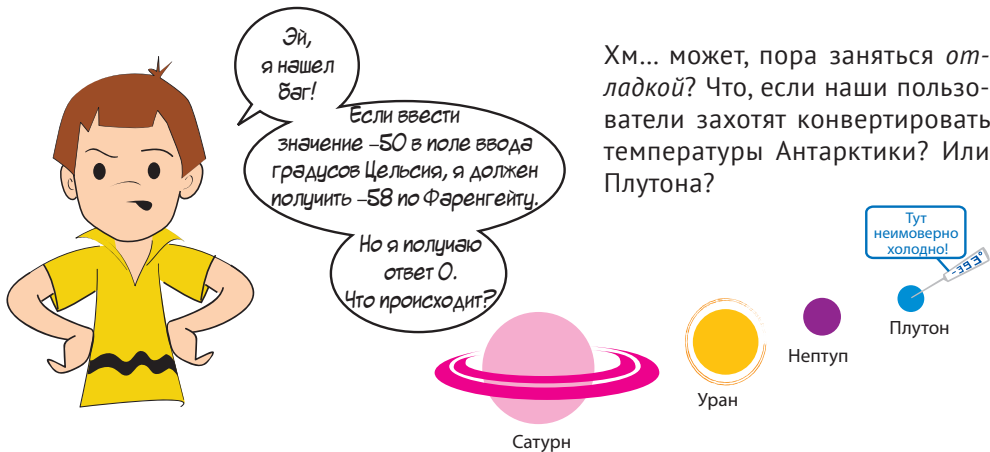 Эй,
я нашел
баг!
Если ввести
значение –50 в поле ввода
градусов Цельсия, я должен
получить –58 по Фаренгейту.
Но я получаю
ответ 0.
Что происходит?
Хм... может, пора заняться от-
ладкой? Что, если наши пользо-
ватели захотят конвертировать
температуры Антарктики? Или
Плутона?
Тут
неимоверно
холодно!
-393°
Плутон
Нептуп
Уран
Сатурн